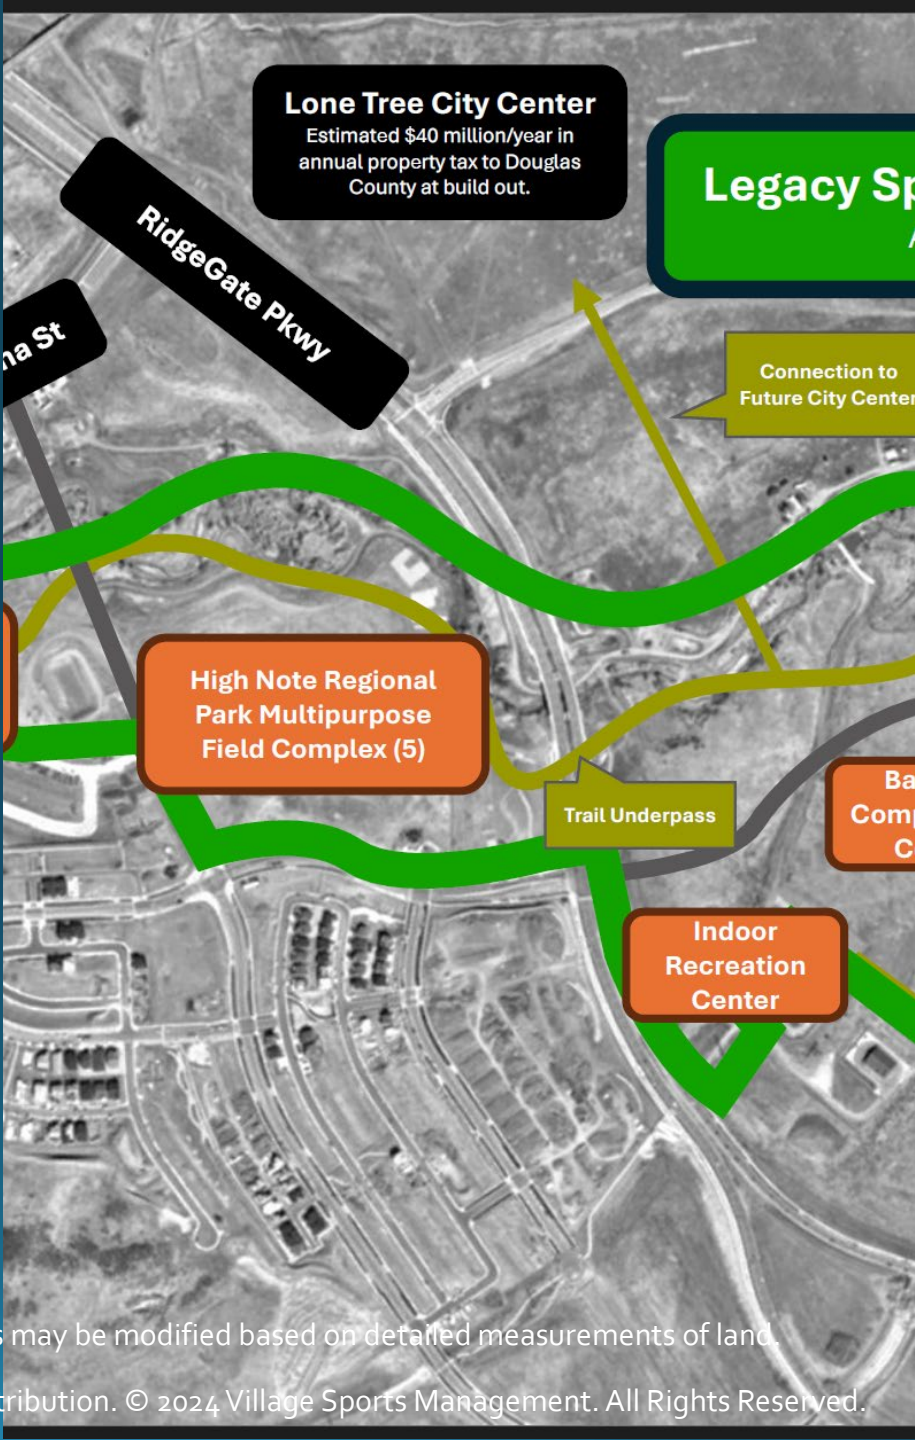 Lone Tree City Center
Estimated $40 million/year in
annual property tax to Douglas
County at build out.
Legacy Sp
RidgeGate Pkwy
na St
Connection to
Future City Center
High Note Regional
Park Multipurpose
Field Complex (5)
Trail Underpass
Ba
Comp
C
Indoor
Recreation
Center
s may be modified based on detailed measurements of land.
tribution. © 2024 Village Sports Management. All Rights Reserved.